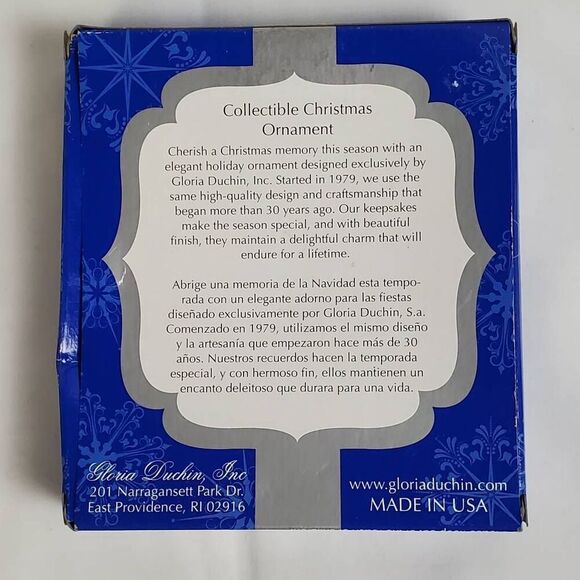 Collectible Christmas
Ornament
Cherish a Christmas memory this season with an
elegant holiday ornament designed exclusively by
Gloria Duchin, Inc. Started in 1979, we use the
same high-quality design and craftsmanship that
began more than 30 years ago. Our keepsakes
make the season special, and with beautiful
finish, they maintain a delightful charm that will
endure for a lifetime.
Abrige una memoria de la Navidad esta tempo-
rada con un elegante adorno para las fiestas
diseñado exclusivamente por Gloria Duchin, S.a.
Comenzado en 1979, utilizamos el mismo diseño
y la artesanía que empezaron hace más de 30
años. Nuestros recuerdos hacen la temporada
especial, y con hermoso fin, ellos mantienen un
encanto deleitoso que durara para una vida.
Gloria Duchin, Inc
201 Narragansett Park Dr.
East Providence, RI 02916
www.gloriaduchin.com
MADE IN USA